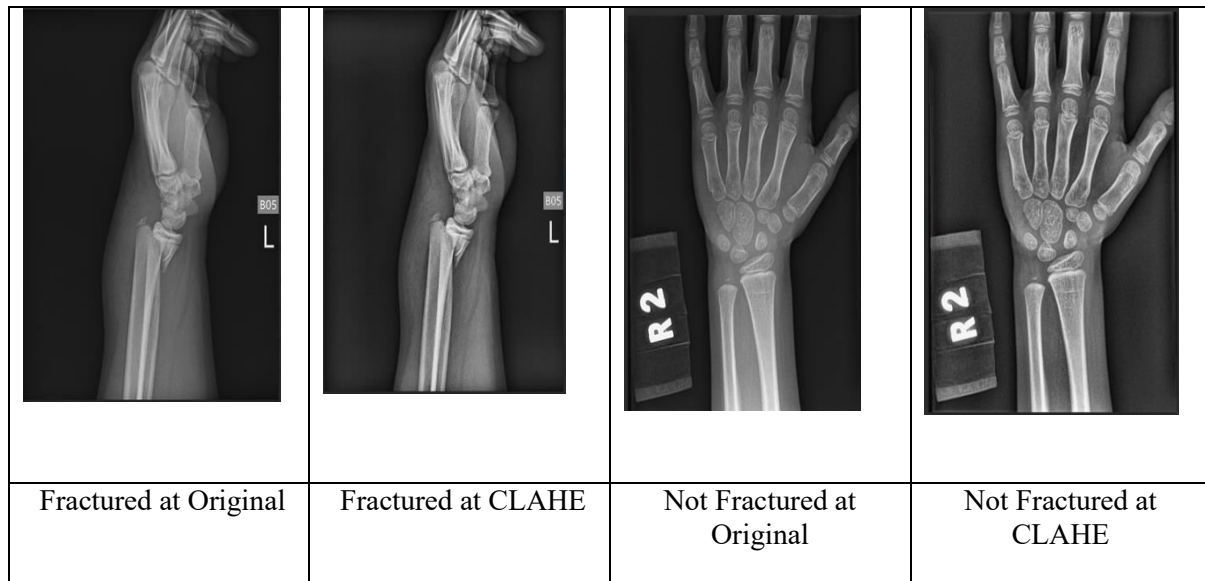 B05
L
B05
L
R 2
R 2
Fractured at Original
Fractured at CLAHE
Not Fractured at
Original
Not Fractured at
CLAHE